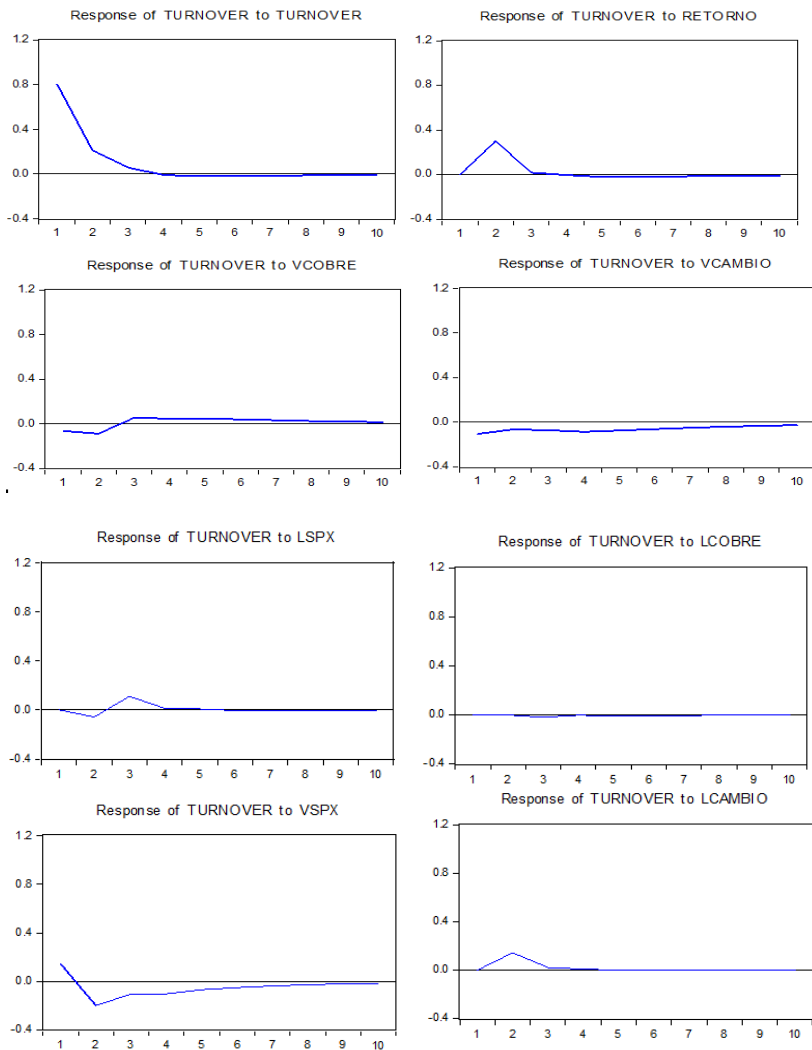 Response of TURNOVER to TURNOVER
1.2
0.8
0.4
0.0
-0.4
1 2 3 4 5 6 7 8 9 10
Response of TURNOVER to RETORNO
1.2
0.8
0.4
0.0
-0.4
1 2 3 4 5 6 7 8 9 10
Response of TURNOVER to VCOBRE
1.2
0.8
0.4
0.0
-0.4
1 2 3 4 5 6 7 8 9 10
Response of TURNOVER to VCAMBIO
1.2
0.8
0.4
0.0
-0.4
1 2 3 4 5 6 7 8 9 10
Response of TURNOVER to LSPX
1.2
0.8
0.4
0.0
-0.4
1 2 3 4 5 6 7 8 9 10
Response of TURNOVER to LCOBRE
1.2
0.8
0.4
0.0
-0.4
1 2 3 4 5 6 7 8 9 10
Response of TURNOVER to VSPX
1.2
0.8
0.4
0.0
-0.4
1 2 3 4 5 6 7 8 9 10
Response of TURNOVER to LCAMBIO
1.2
0.8
0.4
0.0
-0.4
1 2 3 4 5 6 7 8 9 10